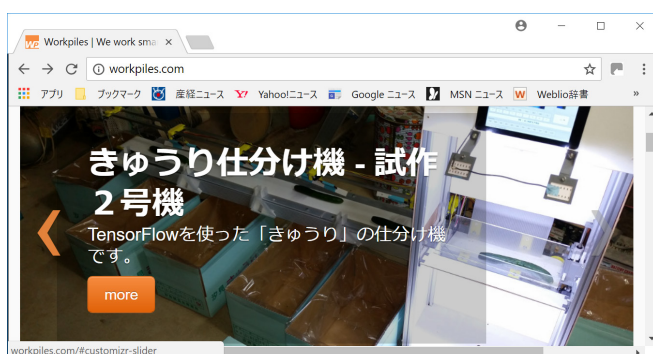 Workpiles | We work sma
workpiles.com
アプリ ブックマーク 産経ニュース Yahoo!ニュース Google ニュース MSN ニュース Weblio辞書 »
きゅうり仕分け機 - 試作
２号機
TensorFlowを使った「きゅうり」の仕分け機
です。
more
workpiles.com/#customizr-slider